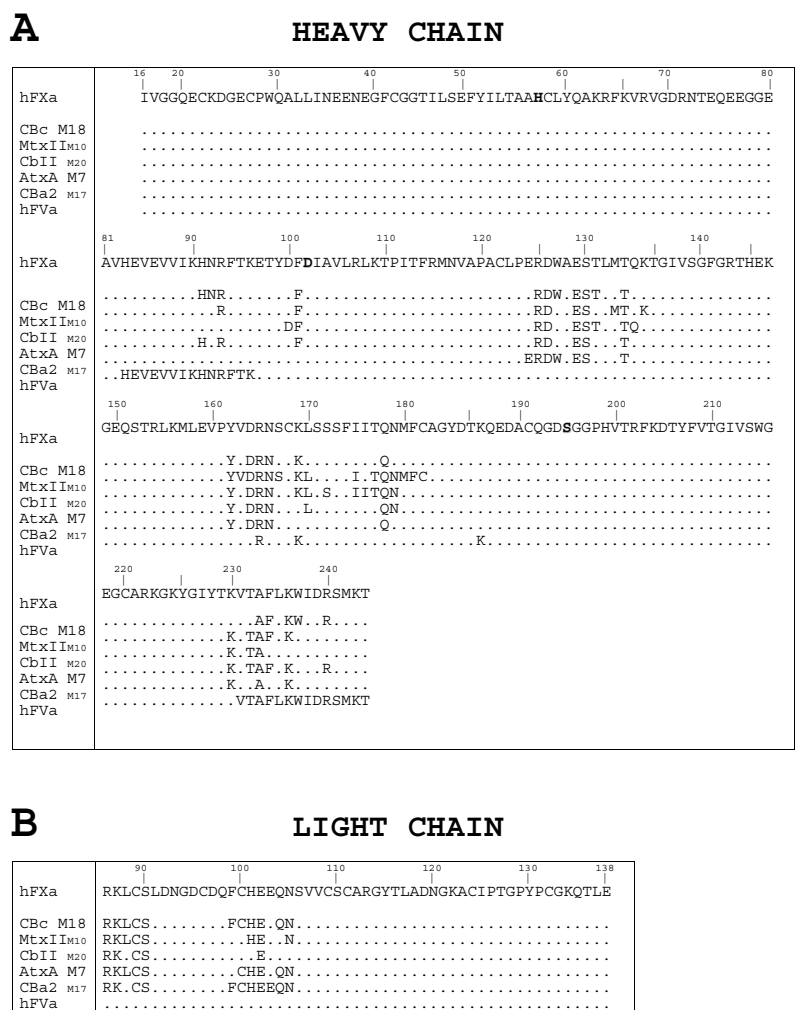 A HEAVY CHAIN
16 20 30 40 50 60 70 80
hFXa IVGGQECKDGECPWQALLINEENEGFCGGTILSEFYILTAAHCLYQAKRFKVRVGDRNTEQEEGGE
CBc M18 ..................................................................
MtxII M10 ..................................................................
CbII M20 ..................................................................
AtxA M7 ..................................................................
CBa2 M17 ..................................................................
hFVa ..................................................................
81 90 100 110 120 130 140
hFXa AVHEVEVVIKHNRFTKETYDFDIAVLRLKTPITFRMNVAPACLPERDWAESTLMTQKTGIVSGFGRTHEK
CBc M18 ..........HNR.......F........................RDW.EST..T...............
MtxII M10 ............R.......F........................RD..ES..MT.K.............
CbII M20 ...................DF........................RD..EST..TQ..............
AtxA M7 ..........H.R.......F........................RD..ES...T...............
CBa2 M17 ............................................ERDW.EST..T...............
hFVa ..HEVEVVIKHNRFTK......................................................
150 160 170 180 190 200 210
hFXa GEQSTRLKMLEVPYVDRNSCKLSSSFIITQNMFCAGYDTKQEDACQGDSGGPHVTRFKDTYFVTGIVSWG
CBc M18 .............Y.DRN..K........Q........................................
MtxII M10 .............YVDRNS.KL....I.TQNMFC....................................
CbII M20 .............Y.DRN..KL.S..IITQN.......................................
AtxA M7 .............Y.DRN...L.......QN.......................................
CBa2 M17 .............Y.DRN...........Q........................................
hFVa ................R...K..................K..............................
220 230 240
hFXa EGCARKGKYGIYTKVTAFLKWIDRSMKT
CBc M18 ................AF.KW..R....
MtxII M10 .............K.TAF.K........
CbII M20 .............K.TA...........
AtxA M7 .............K.TAF.K...R....
CBa2 M17 .............K..A..K........
hFVa ..............VTAFLKWIDRSMKT
B LIGHT CHAIN
90 100 110 120 130 138
hFXa RKLCSLDNGDCDQFCHEEQNSVVCSCARGYTLADNGKACIPTGPYPCGKQTLE
CBc M18 RKLCS........FCHE.QN.................................
MtxII M10 RKLCS..........HE..N.................................
CbII M20 RK.CS...........E....................................
AtxA M7 RKLCS.........CHE.QN.................................
CBa2 M17 RK.CS........FCHEEQN.................................
hFVa .....................................................